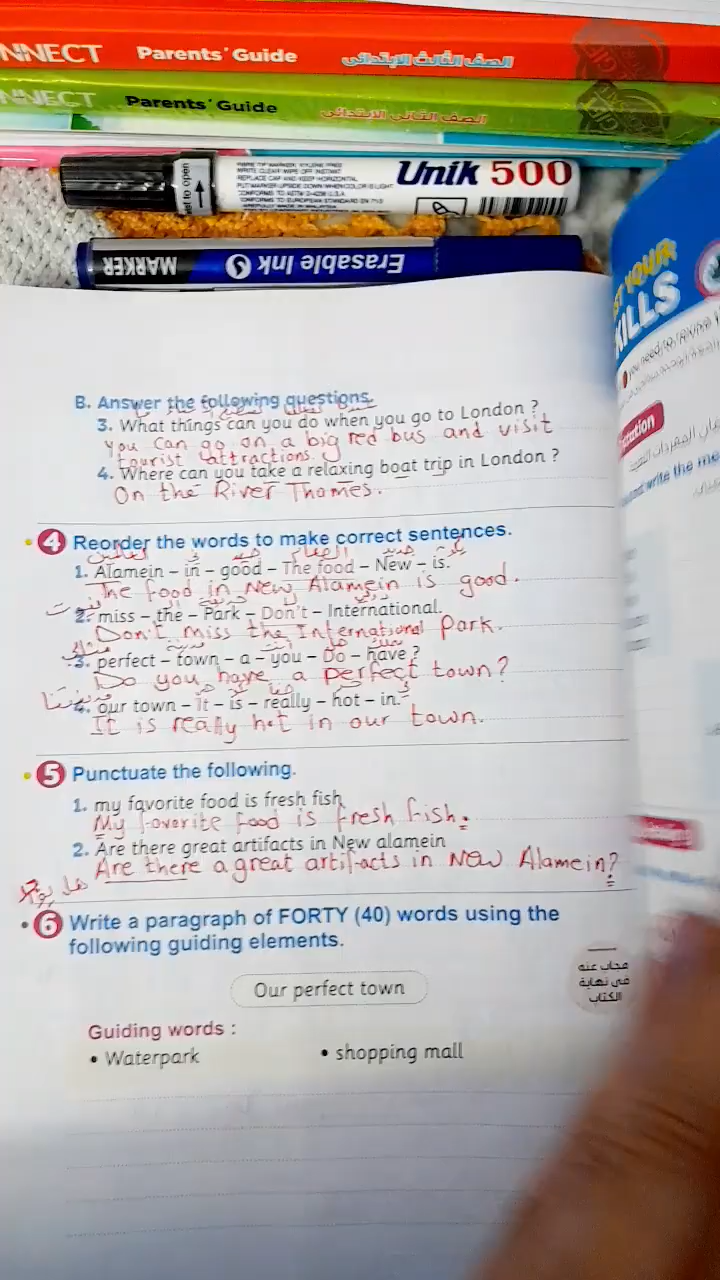 NNECT Parents' Guide الصف الثالث الابتدائى
NNECT Parents' Guide الصف الثاني الابتدائى
Unik 500
Erasable Ink MARKER
B. Answer the following questions.
3. What things can you do when you go to London ?
You can go on a big red bus and visit
tourist attractions.
4. Where can you take a relaxing boat trip in London ?
On the River Thames.
4 Reorder the words to make correct sentences.
1. Alamein – in – good – The food – New – is.
The food in New Alamein is good.
2. miss – the – Park – Don't – International.
Don't miss the International Park.
3. perfect – town – a – you – Do – have ?
Do you have a perfect town?
4. our town – it – is – really – hot – in.
It is really hot in our town.
5 Punctuate the following.
1. my favorite food is fresh fish
My favorite food is fresh fish.
2. Are there great artifacts in New alamein
Are there a great artifacts in New Alamein?
6 Write a paragraph of FORTY (40) words using the
following guiding elements.
مجاب عنه
فى نهاية
الكتاب
Our perfect town
Guiding words :
• Waterpark • shopping mall